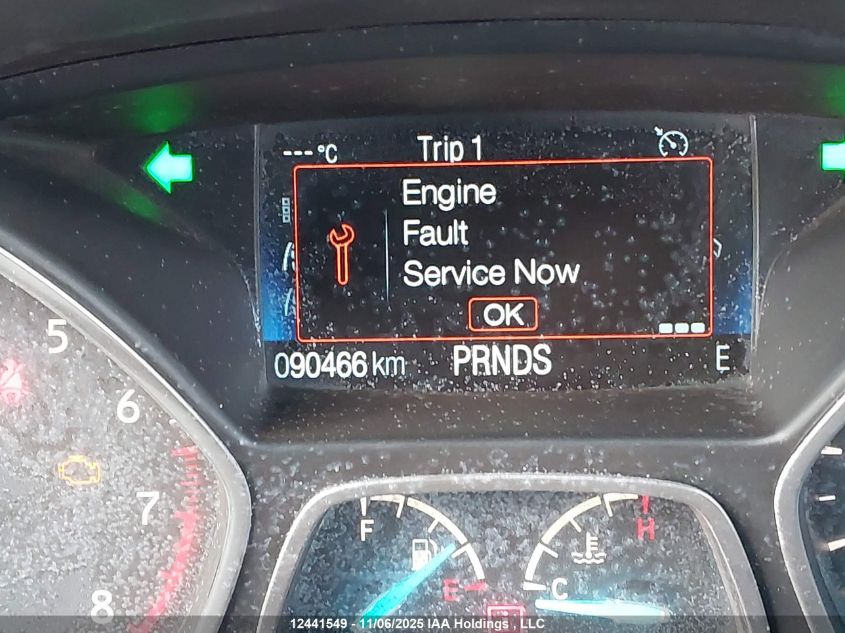 ---°C Trip 1
Engine
Fault
Service Now
OK
090466 km PRNDS E
5
6
7
8
F E
C H
12441549 - 11/06/2025 IAA Holdings , LLC